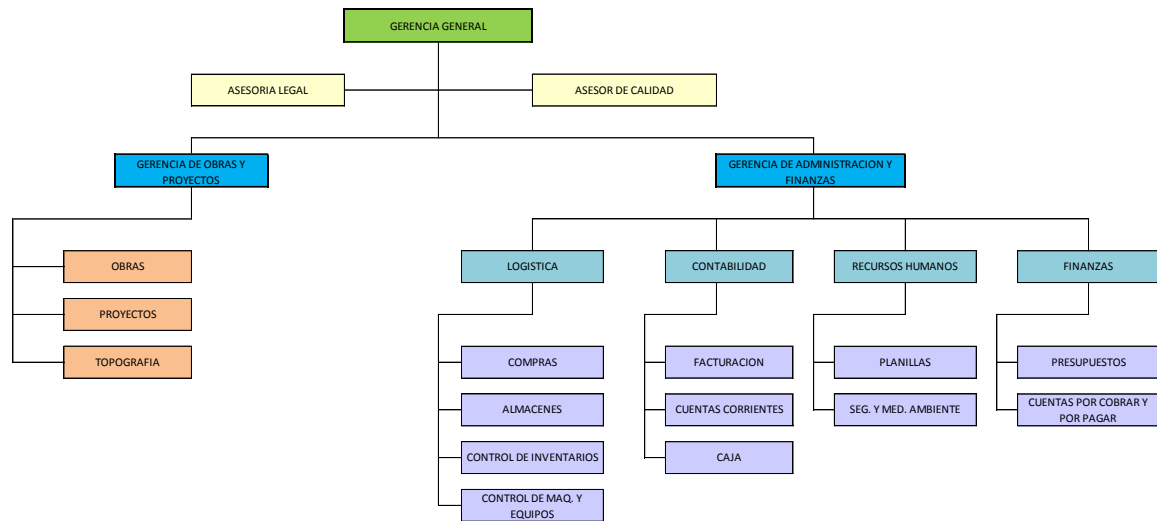 GERENCIA GENERAL
ASESORIA LEGAL
ASESOR DE CALIDAD
GERENCIA DE OBRAS Y
PROYECTOS
GERENCIA DE ADMINISTRACION Y
FINANZAS
OBRAS
PROYECTOS
TOPOGRAFIA
LOGISTICA
CONTABILIDAD
RECURSOS HUMANOS
FINANZAS
COMPRAS
ALMACENES
CONTROL DE INVENTARIOS
CONTROL DE MAQ. Y
EQUIPOS
FACTURACION
CUENTAS CORRIENTES
CAJA
PLANILLAS
SEG. Y MED. AMBIENTE
PRESUPUESTOS
CUENTAS POR COBRAR Y
POR PAGAR